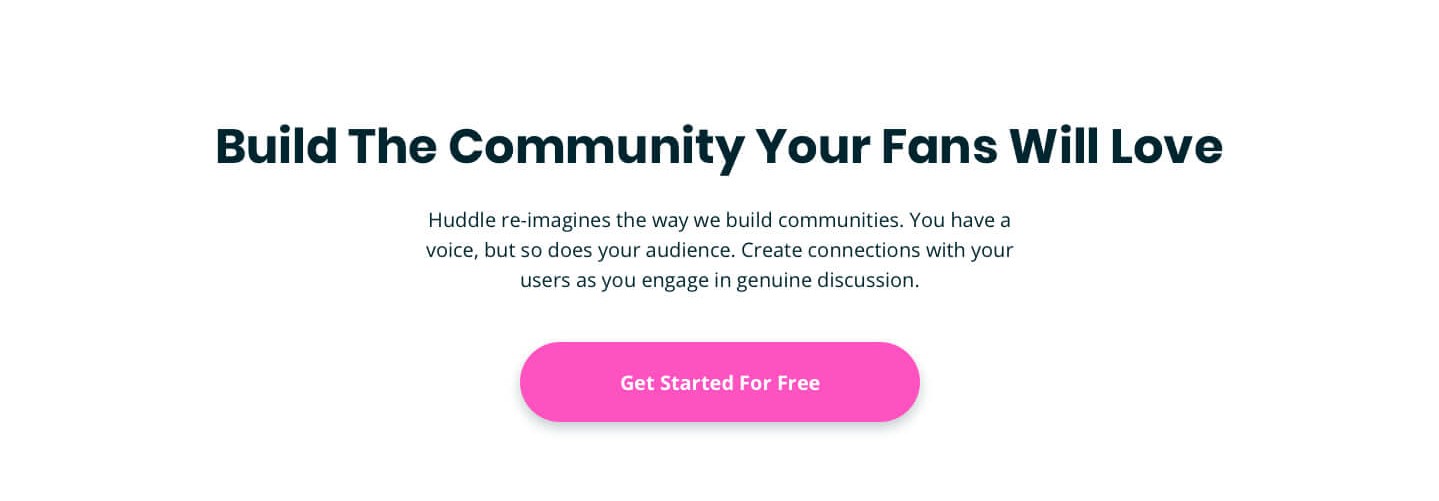 Build The Community Your Fans Will Love
Huddle re-imagines the way we build communities. You have a
voice, but so does your audience. Create connections with your
users as you engage in genuine discussion.
Get Started For Free